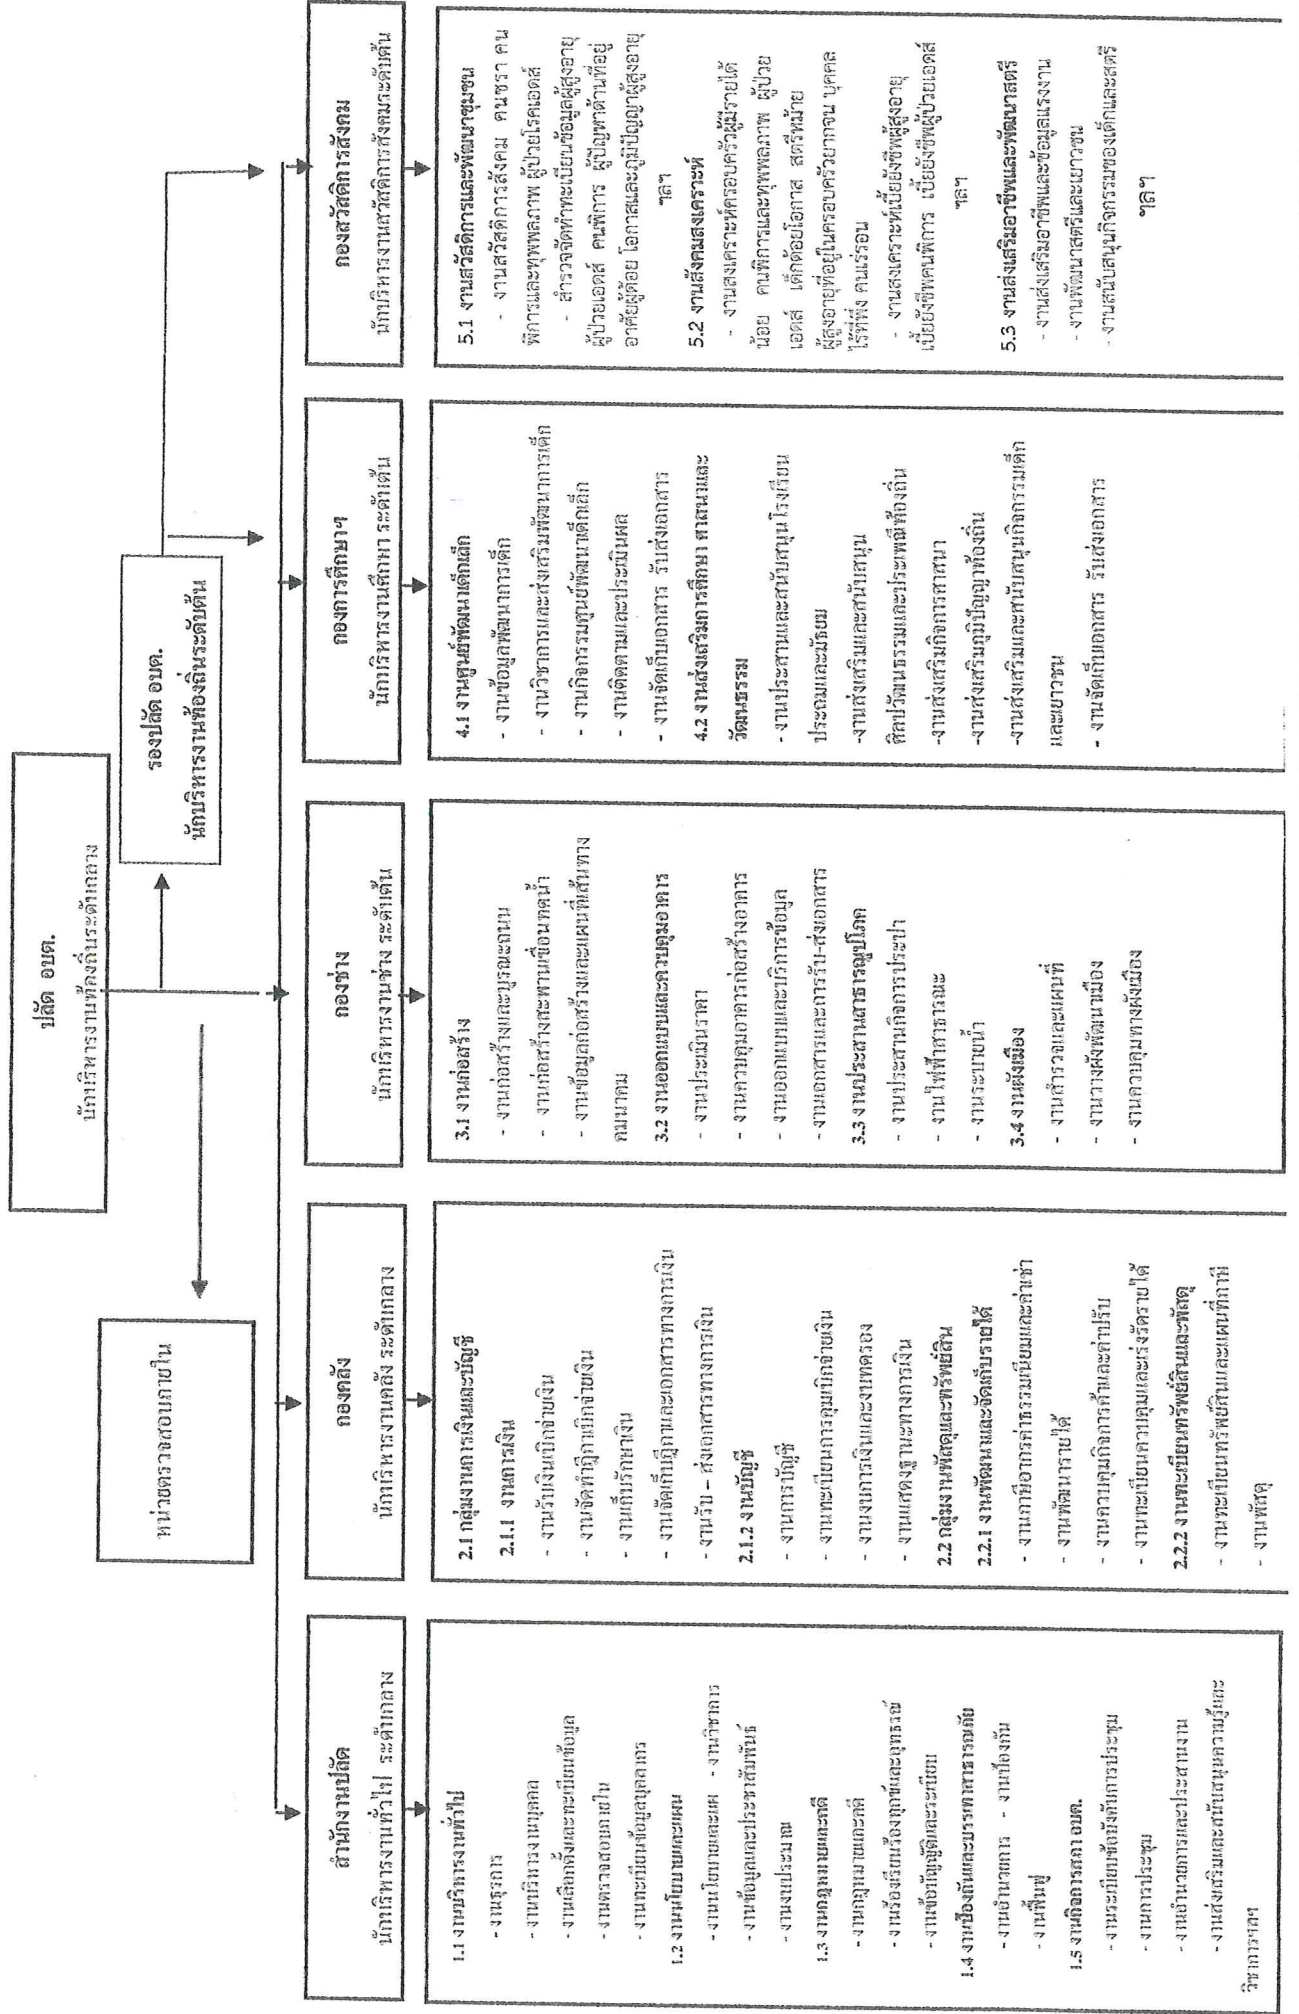 ปลัด อบต.
นักบริหารงานท้องถิ่นระดับกลาง
รองปลัด อบต.
นักบริหารงานท้องถิ่นระดับต้น
หน่วยตรวจสอบภายใน
สำนักงานปลัด
นักบริหารงานทั่วไป ระดับกลาง
1.1 งานบริหารงานทั่วไป
- งานธุรการ
- งานบริหารงานบุคคล
- งานเลือกตั้งและทะเบียนข้อมูล
- งานตรวจสอบภายใน
- งานทะเบียนข้อมูลบุคลากร
1.2 งานนโยบายและแผน
- งานนโยบายและแผ - งานวิชาการ
- งานข้อมูลและประชาสัมพันธ์
- งานงบประมาณ
1.3 งานกฎหมายและคดี
- งานกฎหมายและคดี
- งานร้องเรียนร้องทุกข์และอุทธรณ์
- งานข้อบัญญัติและระเบียบ
1.4 งานป้องกันและบรรเทาสาธารณภัย
- งานอำนวยการ - งานป้องกัน
- งานฟื้นฟู
1.5 งานกิจการสภา อบต.
- งานระเบียบข้อบังคับการประชุม
- งานการประชุม
- งานอำนวยการและประสานงาน
- งานส่งเสริมและสนับสนุนความรู้และ
วิชาการฯลฯ
กองคลัง
นักบริหารงานคลัง ระดับกลาง
2.1 กลุ่มงานการเงินและบัญชี
2.1.1 งานการเงิน
- งานรับเงินเบิกจ่ายเงิน
- งานจัดทำฎีกาเบิกจ่ายเงิน
- งานเก็บรักษาเงิน
- งานจัดเก็บฎีกาและเอกสารทางการเงิน
- งานรับ – ส่งเอกสารทางการเงิน
2.1.2 งานบัญชี
- งานการบัญชี
- งานทะเบียนการคุมเบิกจ่ายเงิน
- งานงบการเงินและงบทดรอง
- งานแสดงฐานะทางการเงิน
2.2 กลุ่มงานพัสดุและทรัพย์สิน
2.2.1 งานพัฒนาและจัดเก็บรายได้
- งานภาษีอากรค่าธรรมเนียมและค่าเช่า
- งานพัฒนารายได้
- งานควบคุมกิจการค้าและค่าปรับ
- งานทะเบียนควบคุมและเร่งรัดรายได้
2.2.2 งานทะเบียนทรัพย์สินและพัสดุ
- งานทะเบียนทรัพย์สินและแผนที่ภาษี
- งานพัสดุ
กองช่าง
นักบริหารงานช่าง ระดับต้น
3.1 งานก่อสร้าง
- งานก่อสร้างและบูรณะถนน
- งานก่อสร้างสะพานเขื่อนทดน้ำ
- งานข้อมูลก่อสร้างและแผนที่เส้นทาง
คมนาคม
3.2 งานออกแบบและควบคุมอาคาร
- งานประเมินราคา
- งานควบคุมอาคารก่อสร้างอาคาร
- งานออกแบบและบริการข้อมูล
- งานเอกสารและการรับ-ส่งเอกสาร
3.3 งานประสานสาธารณูปโภค
- งานประสานกิจการประปา
- งานไฟฟ้าสาธารณะ
- งานระบายน้ำ
3.4 งานผังเมือง
- งานสำรวจและแผนที่
- งานวางผังพัฒนาเมือง
- งานควบคุมทางผังเมือง
กองการศึกษาฯ
นักบริหารงานศึกษา ระดับต้น
4.1 งานศูนย์พัฒนาเด็กเล็ก
- งานข้อมูลพัฒนาการเด็ก
- งานวิชาการและส่งเสริมพัฒนาการเด็ก
- งานกิจกรรมศูนย์พัฒนาเด็กเล็ก
- งานติดตามและประเมินผล
- งานจัดเก็บเอกสาร รับส่งเอกสาร
4.2 งานส่งเสริมการศึกษา ศาสนาและ
วัฒนธรรม
- งานประสานและสนับสนุนโรงเรียน
ประถมและมัธยม
-งานส่งเสริมและสนับสนุน
ศิลปวัฒนธรรมและประเพณีท้องถิ่น
-งานส่งเสริมกิจการศาสนา
-งานส่งเสริมภูมิปัญญาท้องถิ่น
-งานส่งเสริมและสนับสนุนกิจกรรมเด็ก
และเยาวชน
- งานจัดเก็บเอกสาร รับส่งเอกสาร
กองสวัสดิการสังคม
นักบริหารงานสวัสดิการสังคมระดับต้น
5.1 งานสวัสดิการและพัฒนาชุมชน
- งานสวัสดิการสังคม คนชรา คน
พิการและทุพพลภาพ ผู้ป่วยโรคเอดส์
- สำรวจจัดทำทะเบียนข้อมูลผู้สูงอายุ
ผู้ป่วยเอดส์ คนพิการ ผู้ปัญหาด้านที่อยู่
อาศัยผู้ด้อย โอกาสและภูมิปัญญาผู้สูงอายุ
ฯลฯ
5.2 งานสังคมสงเคราะห์
- งานสงเคราะห์ครอบครัวผู้มีรายได้
น้อย คนพิการและทุพพลภาพ ผู้ป่วย
เอดส์ เด็กด้อยโอกาส สตรีหม้าย
ผู้สูงอายุที่อยู่ในครอบครัวยากจน บุคคล
ไร้ที่พึ่ง คนเร่ร่อน
- งานสงเคราะห์เบี้ยยังชีพผู้สูงอายุ
เบี้ยยังชีพคนพิการ เบี้ยยังชีพผู้ป่วยเอดส์
ฯลฯ
5.3 งานส่งเสริมอาชีพและพัฒนาสตรี
- งานส่งเสริมอาชีพและข้อมูลแรงงาน
- งานพัฒนาสตรีและเยาวชน
- งานสนับสนุนกิจกรรมของเด็กและสตรี
ฯลฯ